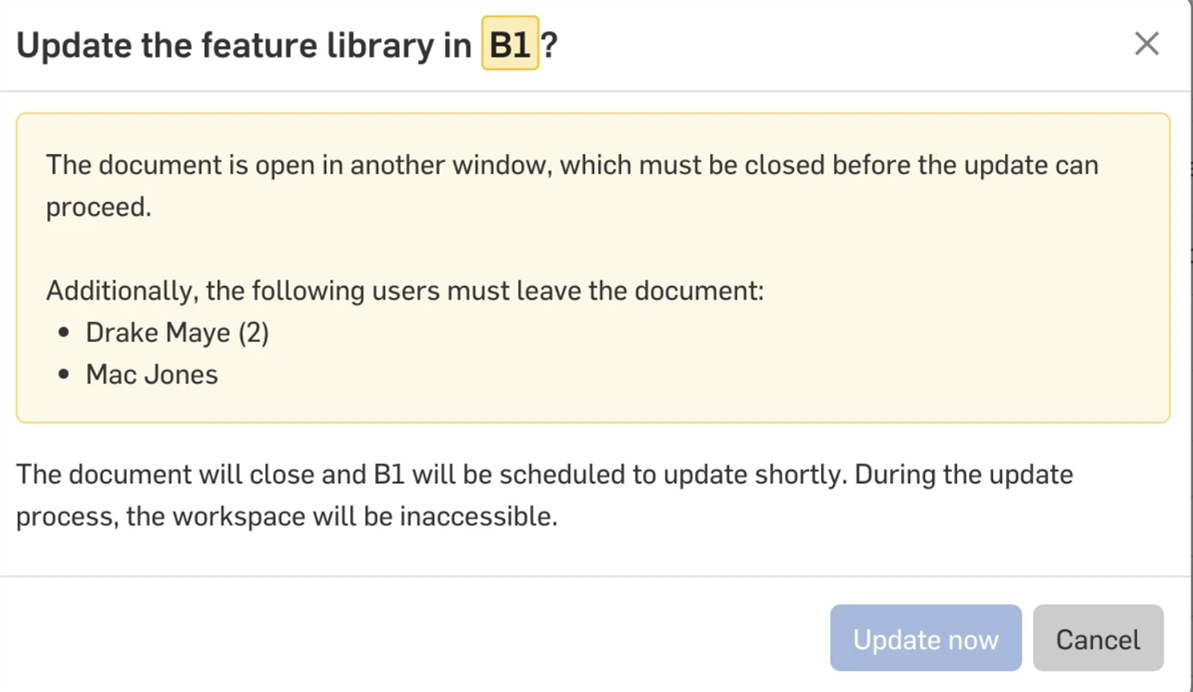 Update the feature library in B1?
The document is open in another window, which must be closed before the update can
proceed.
Additionally, the following users must leave the document:
• Drake Maye (2)
• Mac Jones
The document will close and B1 will be scheduled to update shortly. During the update
process, the workspace will be inaccessible.
Update now
Cancel